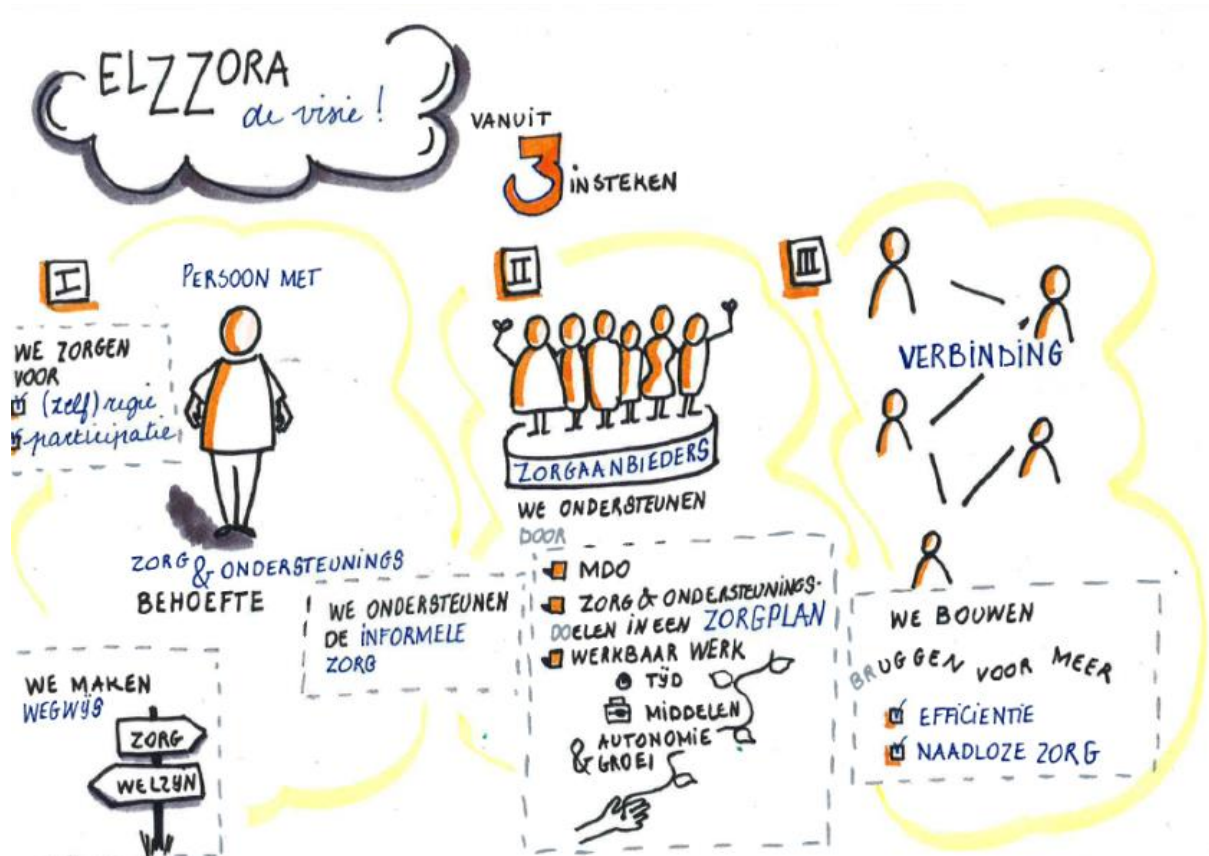 ELZZORA
de visie!
VANUIT
3 INSTEKEN
I
PERSOON MET
WE ZORGEN
VOOR
(zelf)regie
participatie
ZORG & ONDERSTEUNINGS
BEHOEFTE
WE ONDERSTEUNEN
DE INFORMELE
ZORG
WE MAKEN
WEGWIJS
ZORG
WELZIJN
II
ZORGAANBIEDERS
WE ONDERSTEUNEN
DOOR
MDO
ZORG & ONDERSTEUNINGS-
DOELEN IN EEN ZORGPLAN
WERKBAAR WERK
TIJD
MIDDELEN
& AUTONOMIE
GROEI
III
VERBINDING
WE BOUWEN
BRUGGEN VOOR MEER
EFFICIENTIE
NAADLOZE ZORG